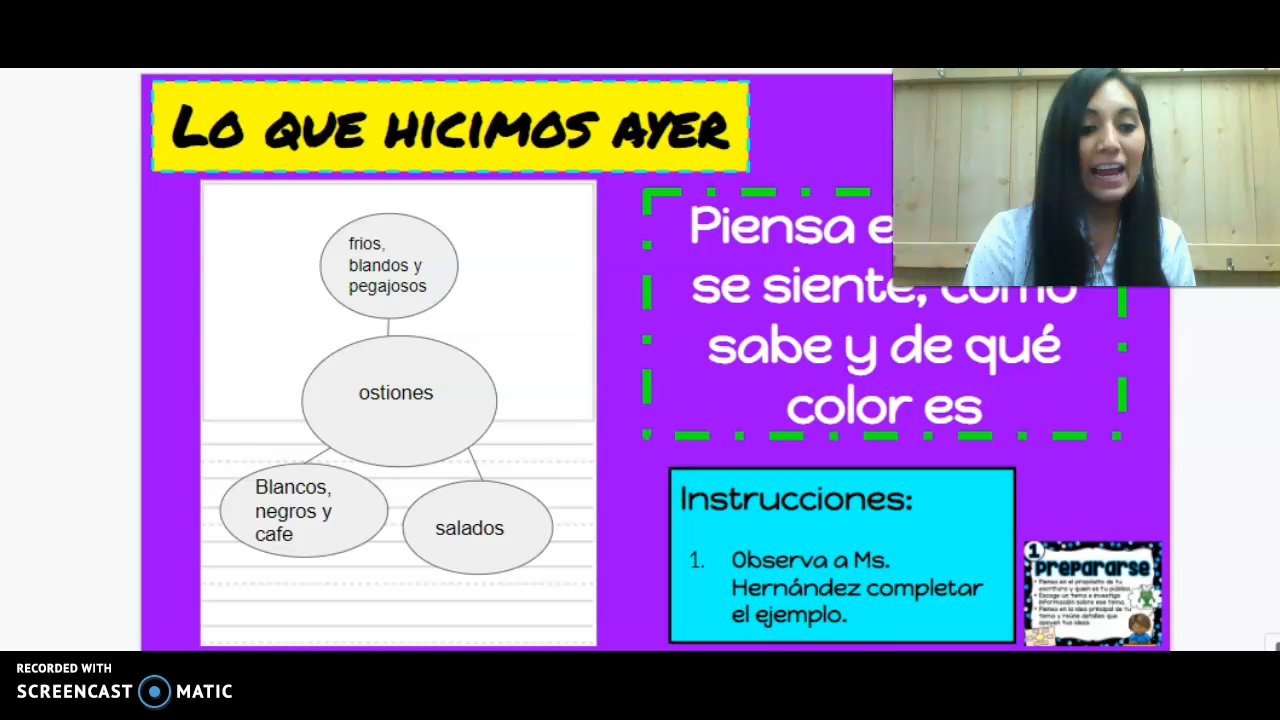 LO QUE HICIMOS AYER
frios,
blandos y
pegajosos
ostiones
Blancos,
negros y
cafe
salados
Piensa
se siente, como
sabe y de qué
color es
Instrucciones:
1. Observa a Ms.
Hernández completar
el ejemplo.
1
prepararse
RECORDED WITH
SCREENCAST MATIC